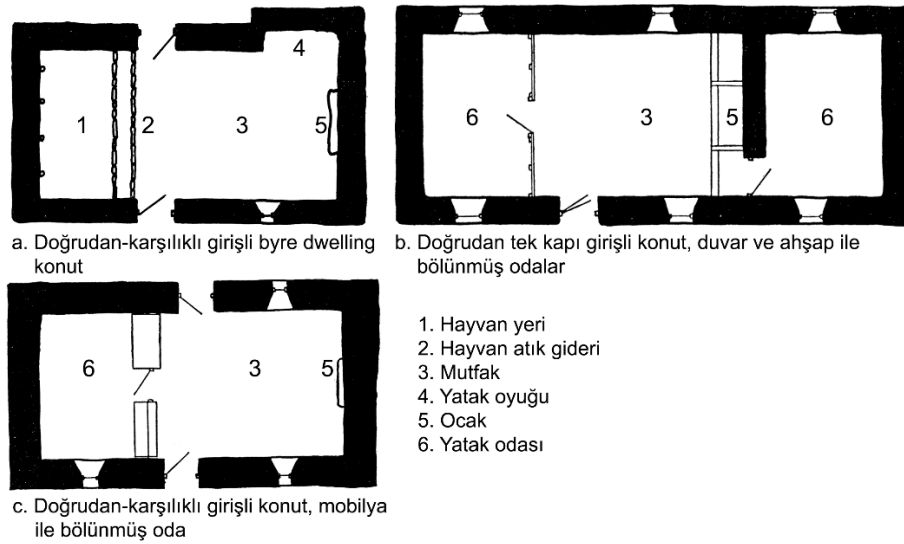 4
1
2
3
5
a. Doğrudan-karşılıklı girişli byre dwelling
konut
6
3
5
6
b. Doğrudan tek kapı girişli konut, duvar ve ahşap ile
bölünmüş odalar
6
3
5
c. Doğrudan-karşılıklı girişli konut, mobilya
ile bölünmüş oda
1. Hayvan yeri
2. Hayvan atık gideri
3. Mutfak
4. Yatak oyuğu
5. Ocak
6. Yatak odası